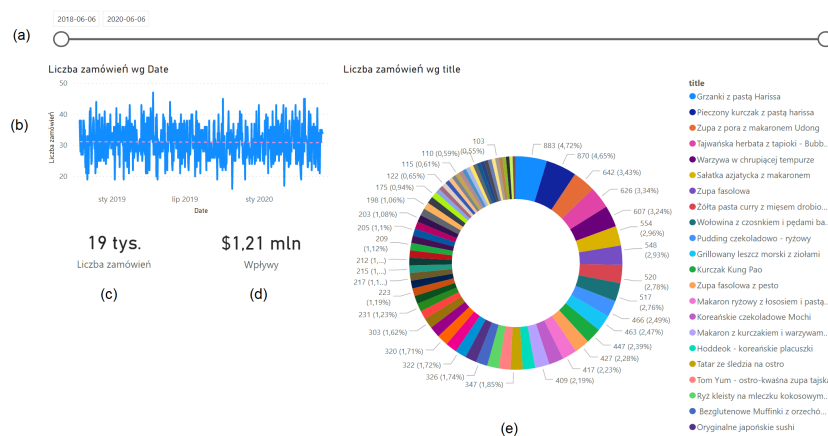 2018-06-06 2020-06-06
(a)
Liczba zamówień wg Date
Liczba zamówień wg title
50
40
30
20
Liczba zamówień
(b)
sty 2019 lip 2019 sty 2020
Date
19 tys.
Liczba zamówień
(c)
$1,21 mln
Wpływy
(d)
103
883 (4,72%)
870 (4,65%)
642 (3,43%)
626 (3,34%)
607 (3,24%)
554
(2,96%)
548
(2,93%)
520
(2,78%)
517
(2,76%)
466 (2,49%)
463 (2,47%)
447 (2,39%)
427 (2,28%)
417 (2,23%)
409 (2,19%)
347 (1,85%)
326 (1,74%)
322 (1,72%)
320 (1,71%)
303 (1,62%)
231 (1,23%)
223
(1,19%)
217 (1,1...)
215 (1,...)
212 (1,...)
209
(1,12%)
205 (1,1%)
203 (1,08%)
198 (1,06%)
175 (0,94%)
122 (0,65%)
115 (0,61%)
110 (0,59%)
(0,55%)
(e)
title
Grzanki z pastą Harissa
Pieczony kurczak z pastą harissa
Zupa z pora z makaronem Udong
Tajwańska herbata z tapioki - Bubb...
Warzywa w chrupiącej tempurze
Sałatka azjatycka z makaronem
Zupa fasolowa
Żółta pasta curry z mięsem drobio...
Wołowina z czosnkiem i pędami ba...
Pudding czekoladowo - ryżowy
Grillowany leszcz morski z ziołami
Kurczak Kung Pao
Zupa fasolowa z pesto
Makaron ryżowy z łososiem i pastą...
Koreańskie czekoladowe Mochi
Makaron z kurczakiem i warzywam...
Hoddeok - koreańskie placuszki
Tatar ze śledzia na ostro
Tom Yum - ostro-kwaśna zupa tajska
Ryż kleisty na mleczku kokosowym...
Bezglutenowe Muffinki z orzechó...
Oryginalne japońskie sushi